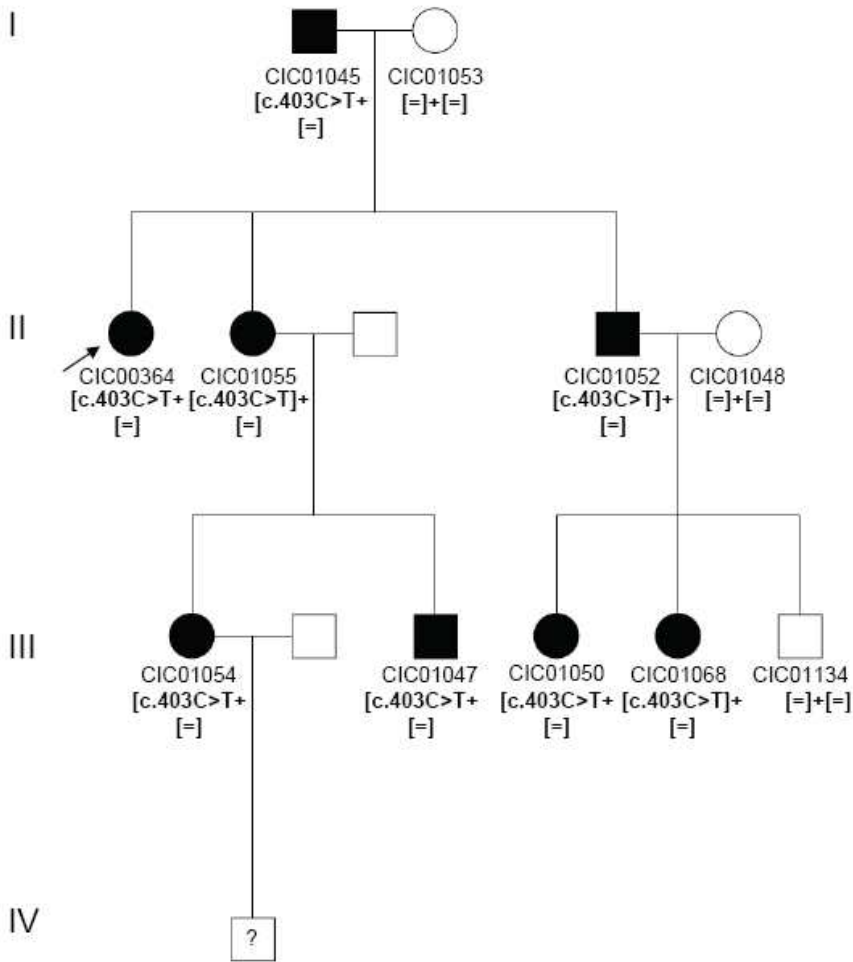 I
CIC01045 CIC01053
[c.403C>T+ [=]+[=]
[=]
II
CIC00364 CIC01055 CIC01052 CIC01048
[c.403C>T+ [c.403C>T]+ [c.403C>T]+ [=]+[=]
[=] [=] [=]
III
CIC01054 CIC01047 CIC01050 CIC01068 CIC01134
[c.403C>T+ [c.403C>T+ [c.403C>T+ [c.403C>T]+ [=]+[=]
[=] [=] [=] [=]
IV
?